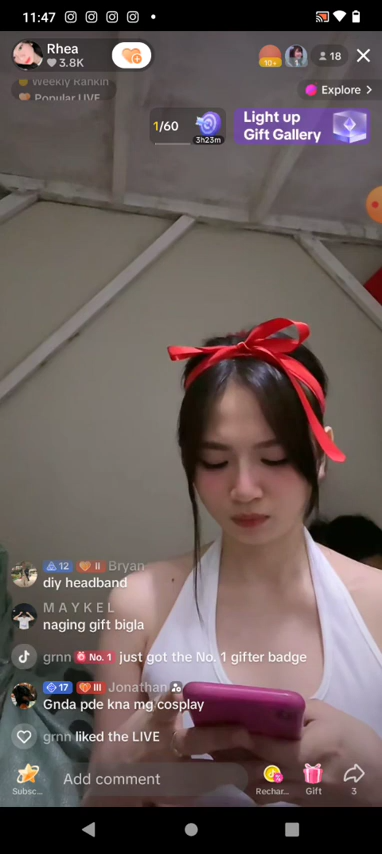 11:47
Rhea
3.8K
10+
18
Weekly Rankin
Popular LIVE
Explore
1/60
3h23m
Light up
Gift Gallery
12 II Bryan
diy headband
M A Y K E L
naging gift bigla
grnn No. 1 just got the No. 1 gifter badge
17 III Jonathan
Gnda pde kna mg cosplay
grnn liked the LIVE
Add comment
Subsc...
Rechar...
Gift
3